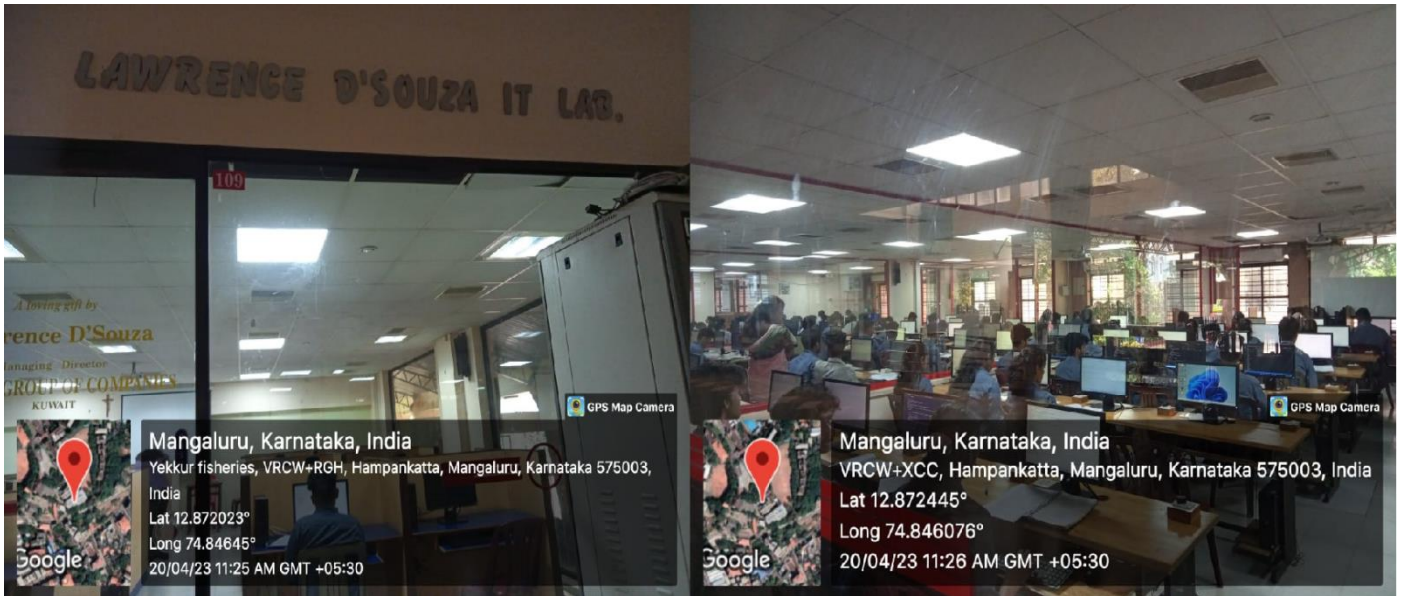 LAWRENCE D'SOUZA IT LAB.
109
A loving gift by
rence D'Souza
anaging Director
GROUP OF COMPANIES
KUWAIT
GPS Map Camera
Mangaluru, Karnataka, India
Yekkur fisheries, VRCW+RGH, Hampankatta, Mangaluru, Karnataka 575003,
India
Lat 12.872023°
Long 74.84645°
20/04/23 11:25 AM GMT +05:30
Google
GPS Map Camera
Mangaluru, Karnataka, India
VRCW+XCC, Hampankatta, Mangaluru, Karnataka 575003, India
Lat 12.872445°
Long 74.846076°
20/04/23 11:26 AM GMT +05:30
Google